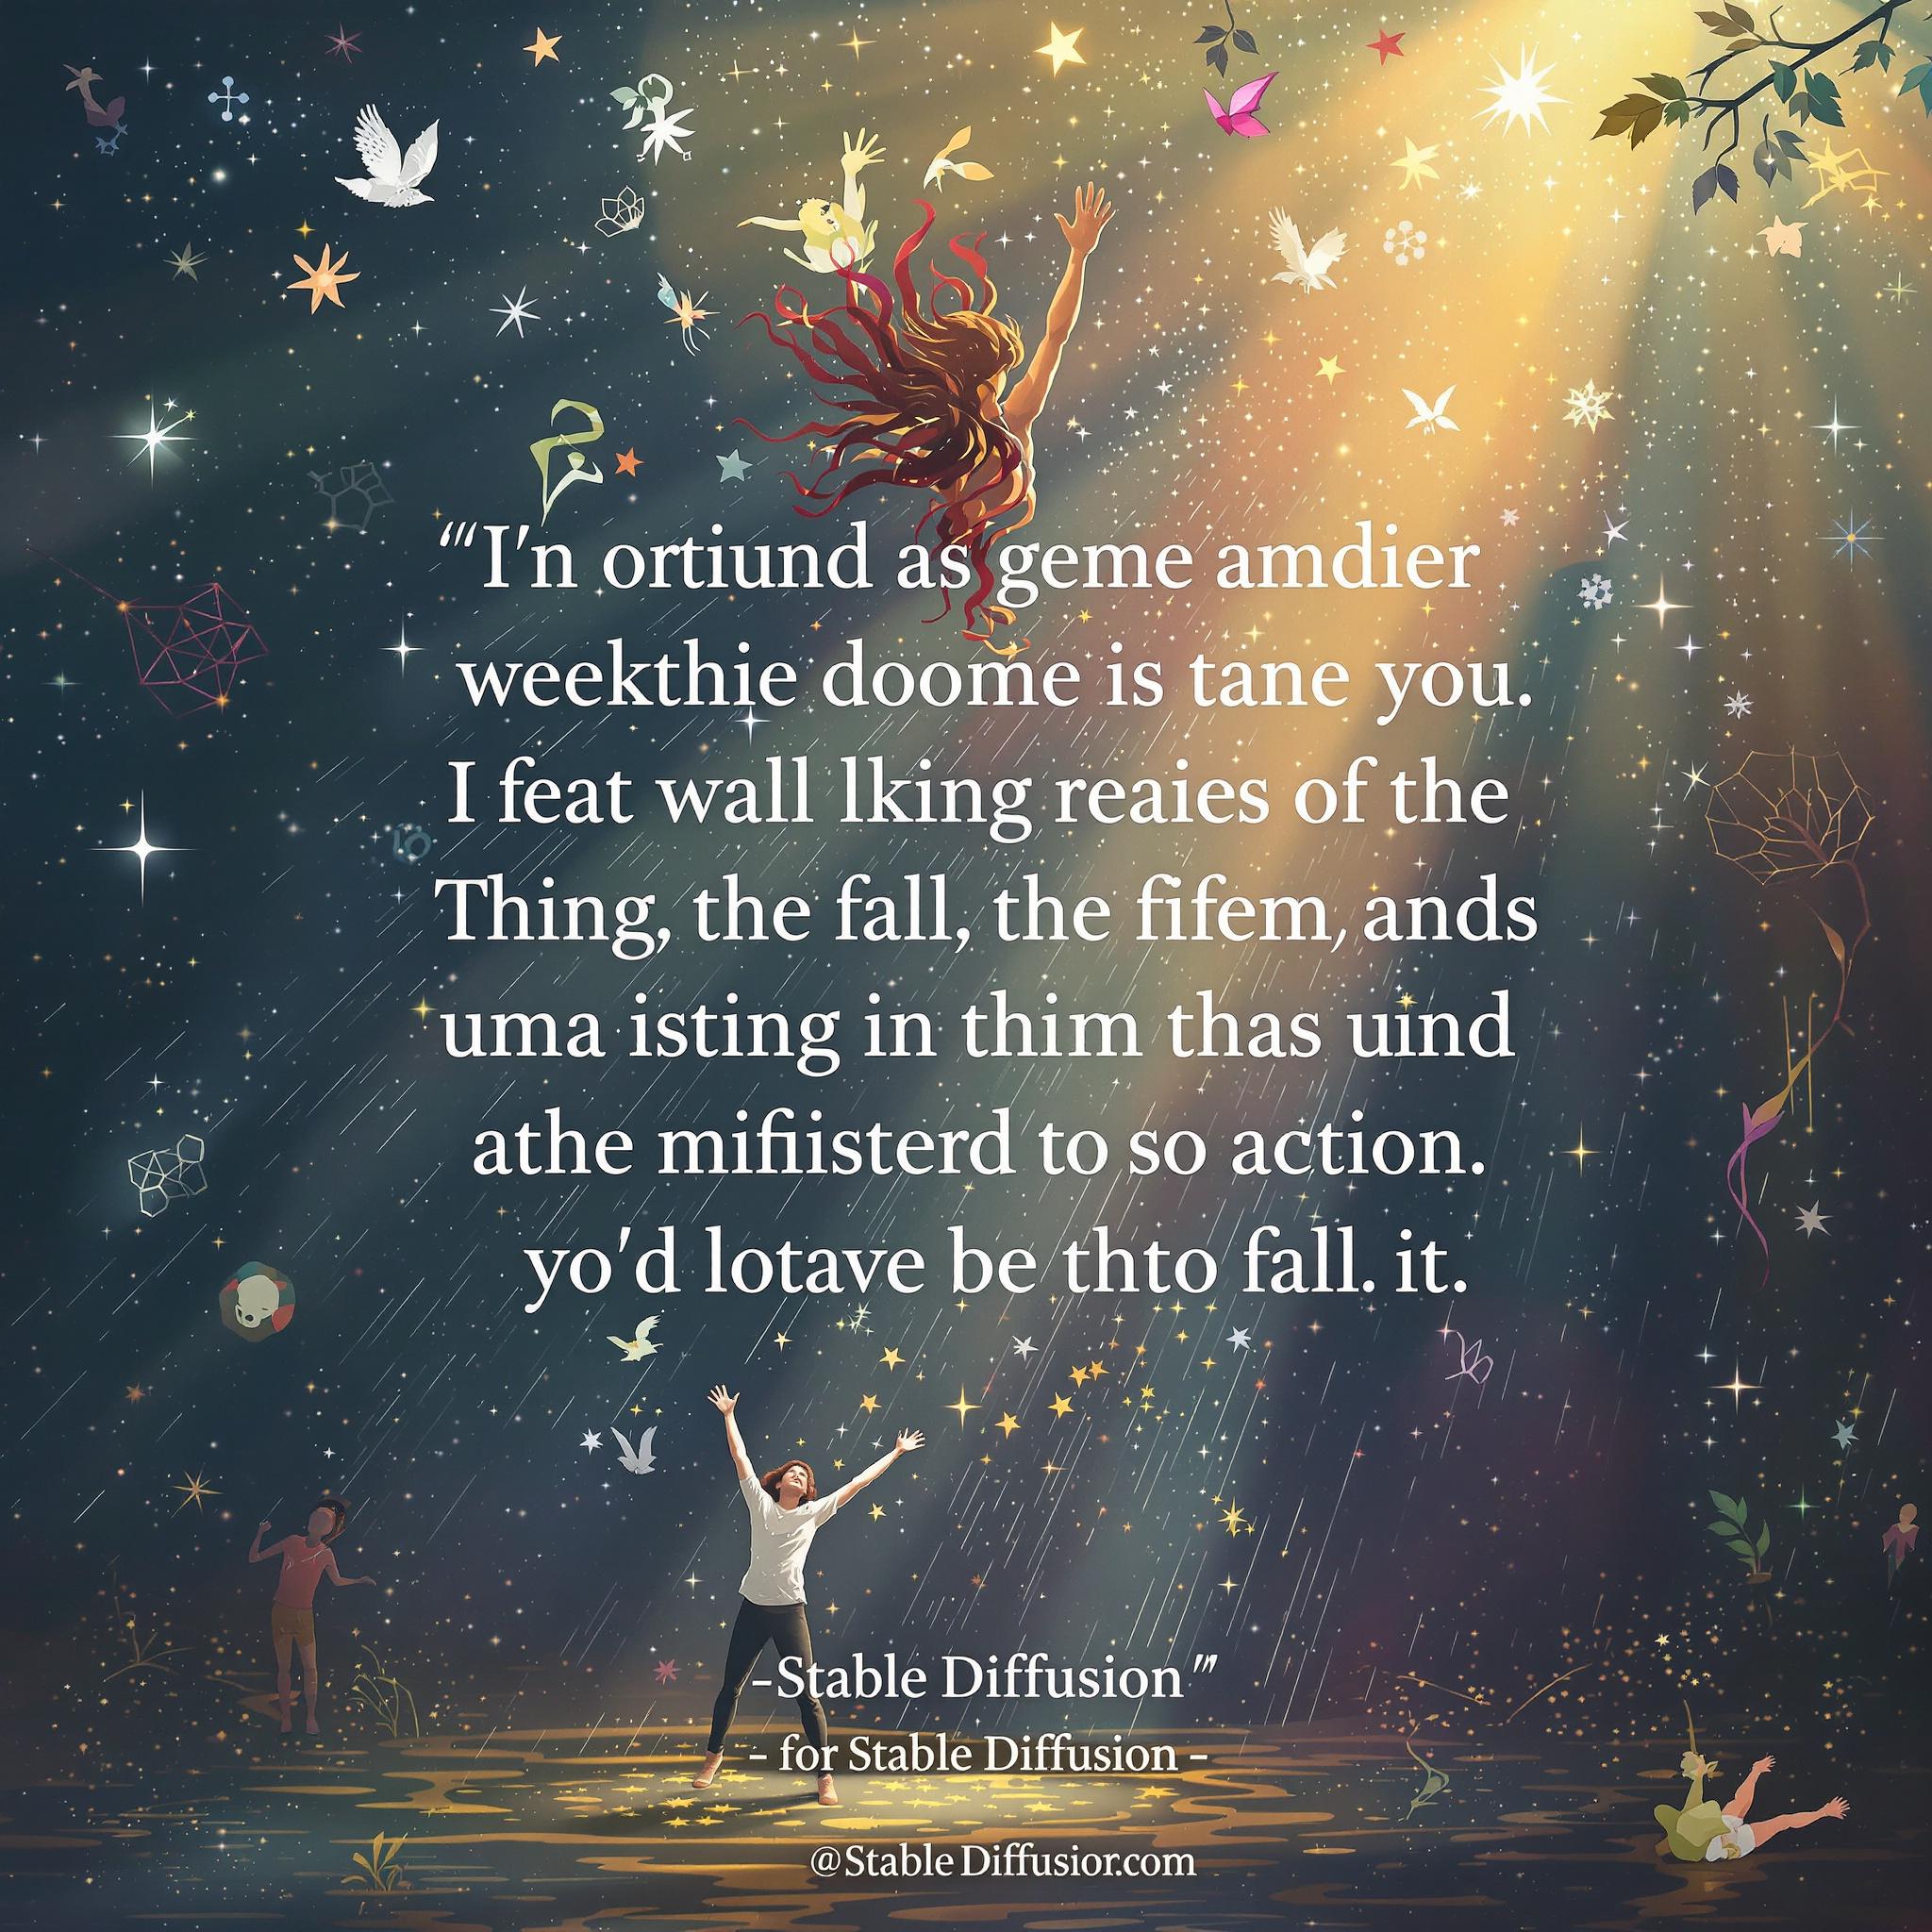 "'I'n ortiund as geme amdier
weekthie doome is tane you.
I feat wall lking reaies of the
Thing, the fall, the fifem, ands
uma isting in thim thas uind
athe mifiisterd to so action.
yo'd lotave be thto fall. it.
-Stable Diffusion"'
- for Stable Diffusion -
@Stable Diffusior.com